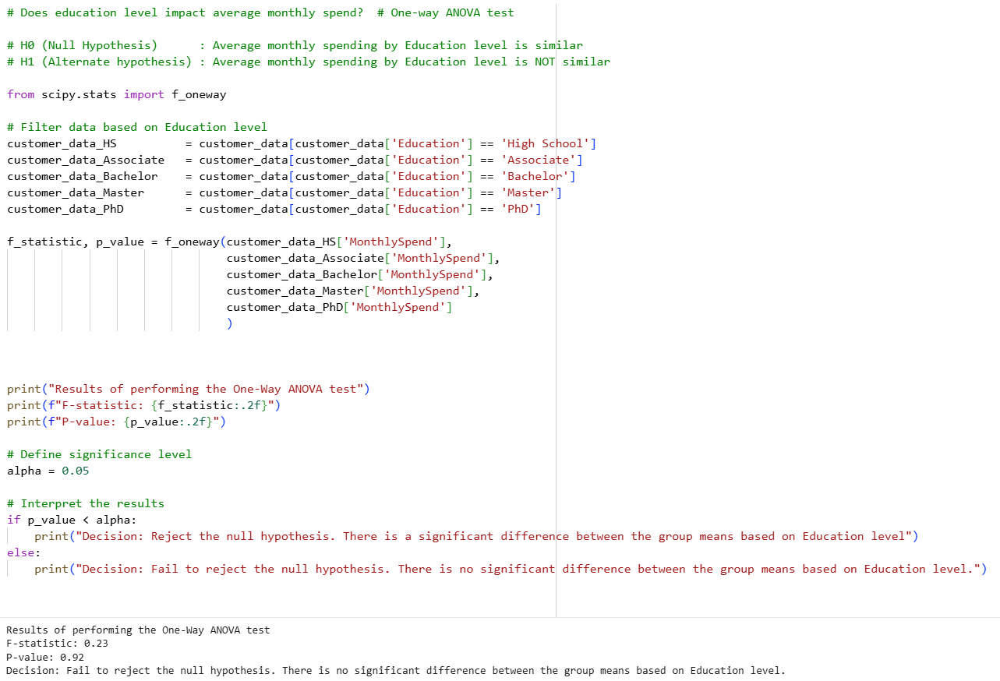 # Does education level impact average monthly spend?  # One-way ANOVA test
# H0 (Null Hypothesis)      : Average monthly spending by Education level is similar
# H1 (Alternate hypothesis) : Average monthly spending by Education level is NOT similar
from scipy.stats import f_oneway
# Filter data based on Education level
customer_data_HS          = customer_data[customer_data['Education'] == 'High School']
customer_data_Associate   = customer_data[customer_data['Education'] == 'Associate']
customer_data_Bachelor    = customer_data[customer_data['Education'] == 'Bachelor']
customer_data_Master      = customer_data[customer_data['Education'] == 'Master']
customer_data_PhD         = customer_data[customer_data['Education'] == 'PhD']
f_statistic, p_value = f_oneway(customer_data_HS['MonthlySpend'],
                                customer_data_Associate['MonthlySpend'],
                                customer_data_Bachelor['MonthlySpend'],
                                customer_data_Master['MonthlySpend'],
                                customer_data_PhD['MonthlySpend']
                                )
print("Results of performing the One-Way ANOVA test")
print(f"F-statistic: {f_statistic:.2f}")
print(f"P-value: {p_value:.2f}")
# Define significance level
alpha = 0.05
# Interpret the results
if p_value < alpha:
    print("Decision: Reject the null hypothesis. There is a significant difference between the group means based on Education level")
else:
    print("Decision: Fail to reject the null hypothesis. There is no significant difference between the group means based on Education level.")
Results of performing the One-Way ANOVA test
F-statistic: 0.23
P-value: 0.92
Decision: Fail to reject the null hypothesis. There is no significant difference between the group means based on Education level.